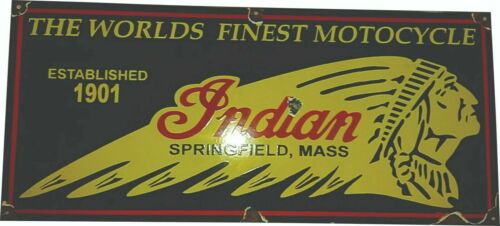 THE WORLDS FINEST MOTOCYCLE
ESTABLISHED
1901
Indian
SPRINGFIELD, MASS